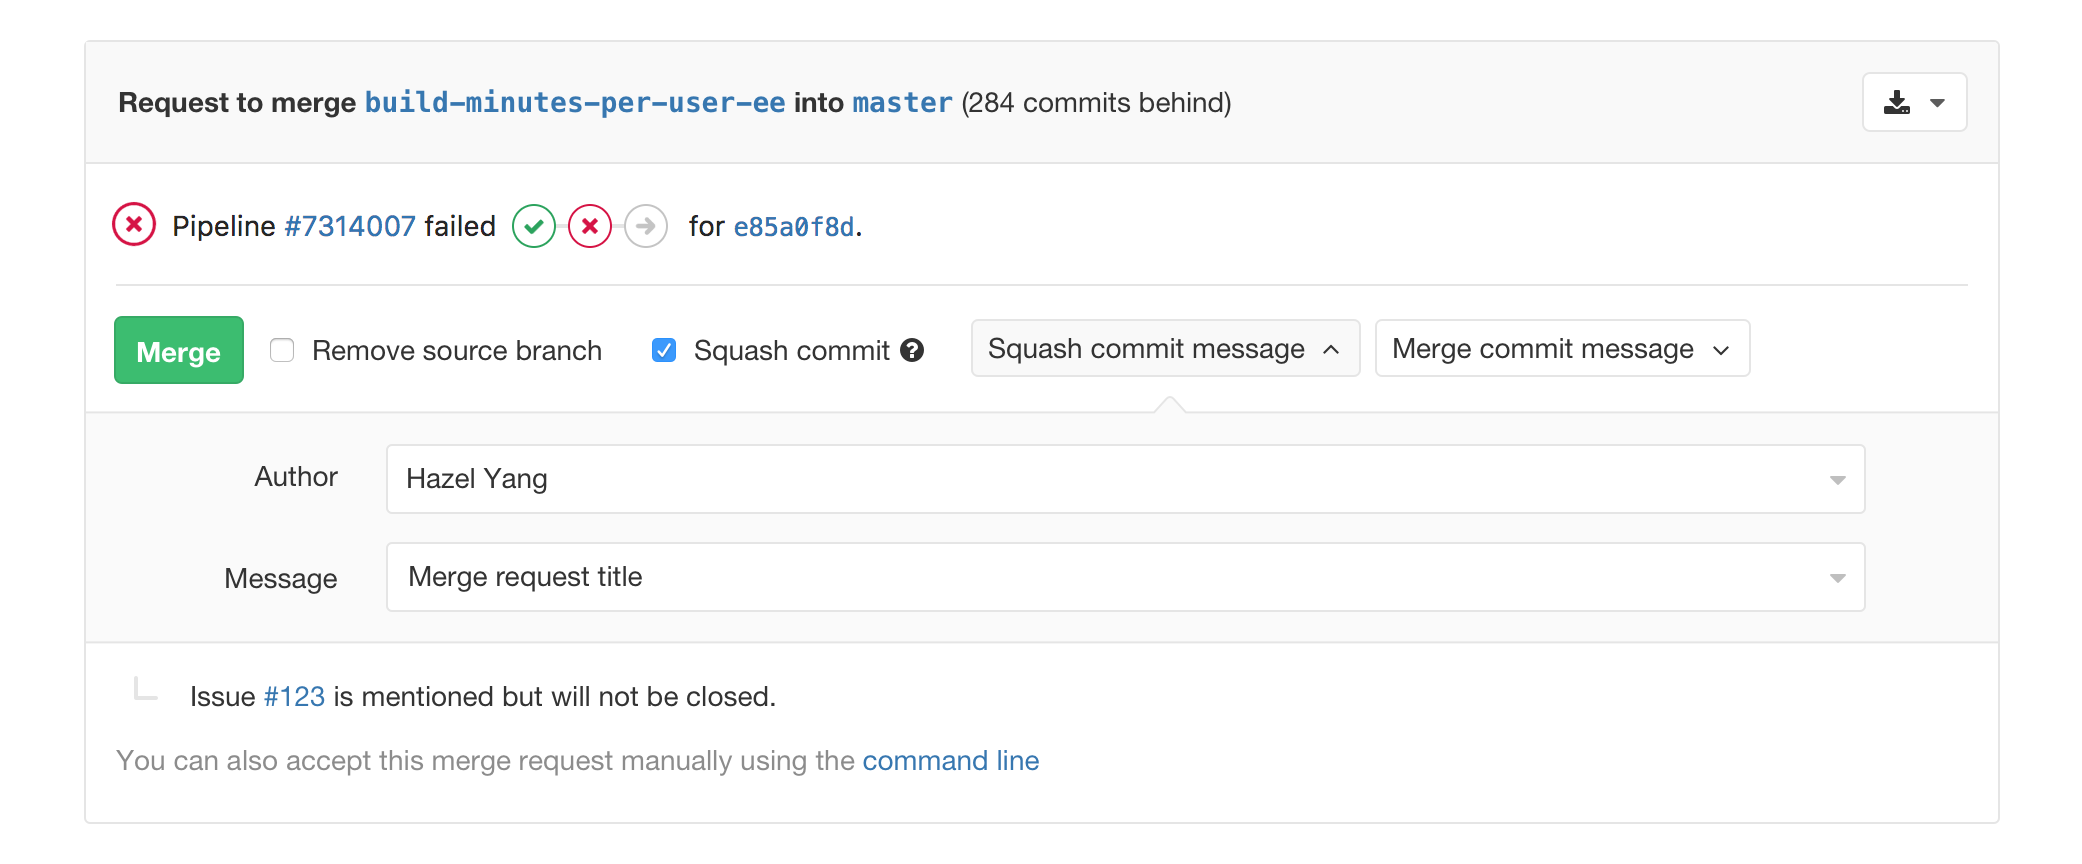 Request to merge build-minutes-per-user-ee into master (284 commits behind)
Pipeline #7314007 failed for e85a0f8d.
Merge Remove source branch Squash commit ? Squash commit message Merge commit message
Author Hazel Yang
Message Merge request title
Issue #123 is mentioned but will not be closed.
You can also accept this merge request manually using the command line